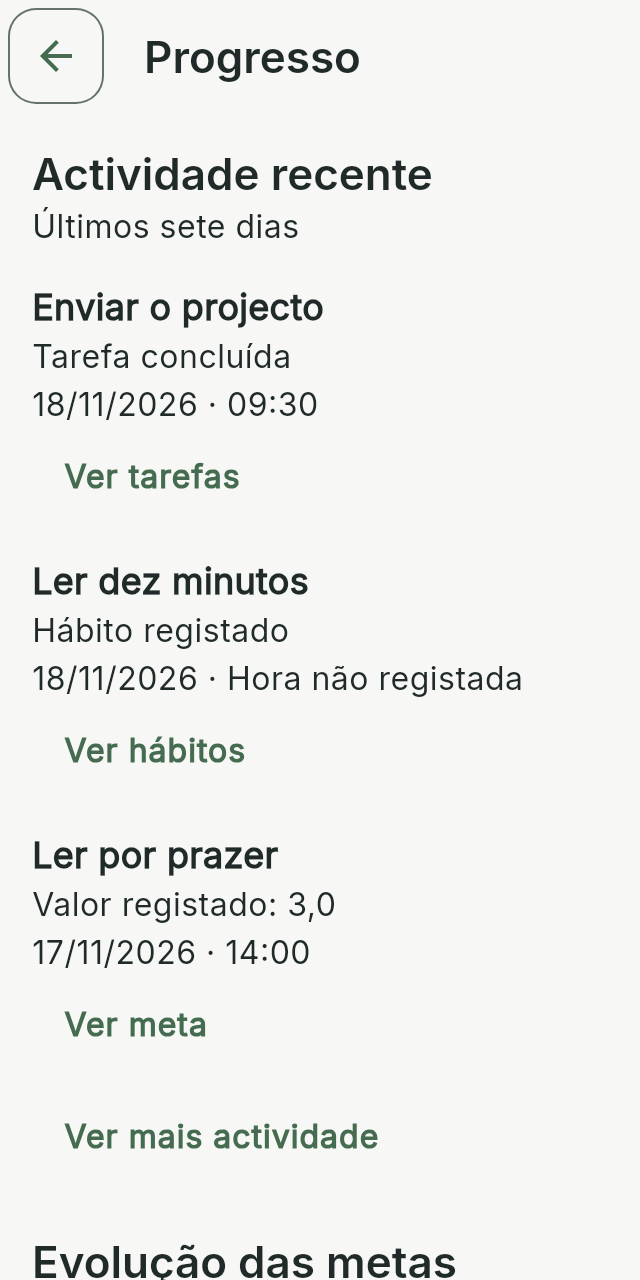 Progresso
Actividade recente
Últimos sete dias
Enviar o projecto
Tarefa concluída
18/11/2026 · 09:30
Ver tarefas
Ler dez minutos
Hábito registado
18/11/2026 · Hora não registada
Ver hábitos
Ler por prazer
Valor registado: 3,0
17/11/2026 · 14:00
Ver meta
Ver mais actividade
Evolução das metas